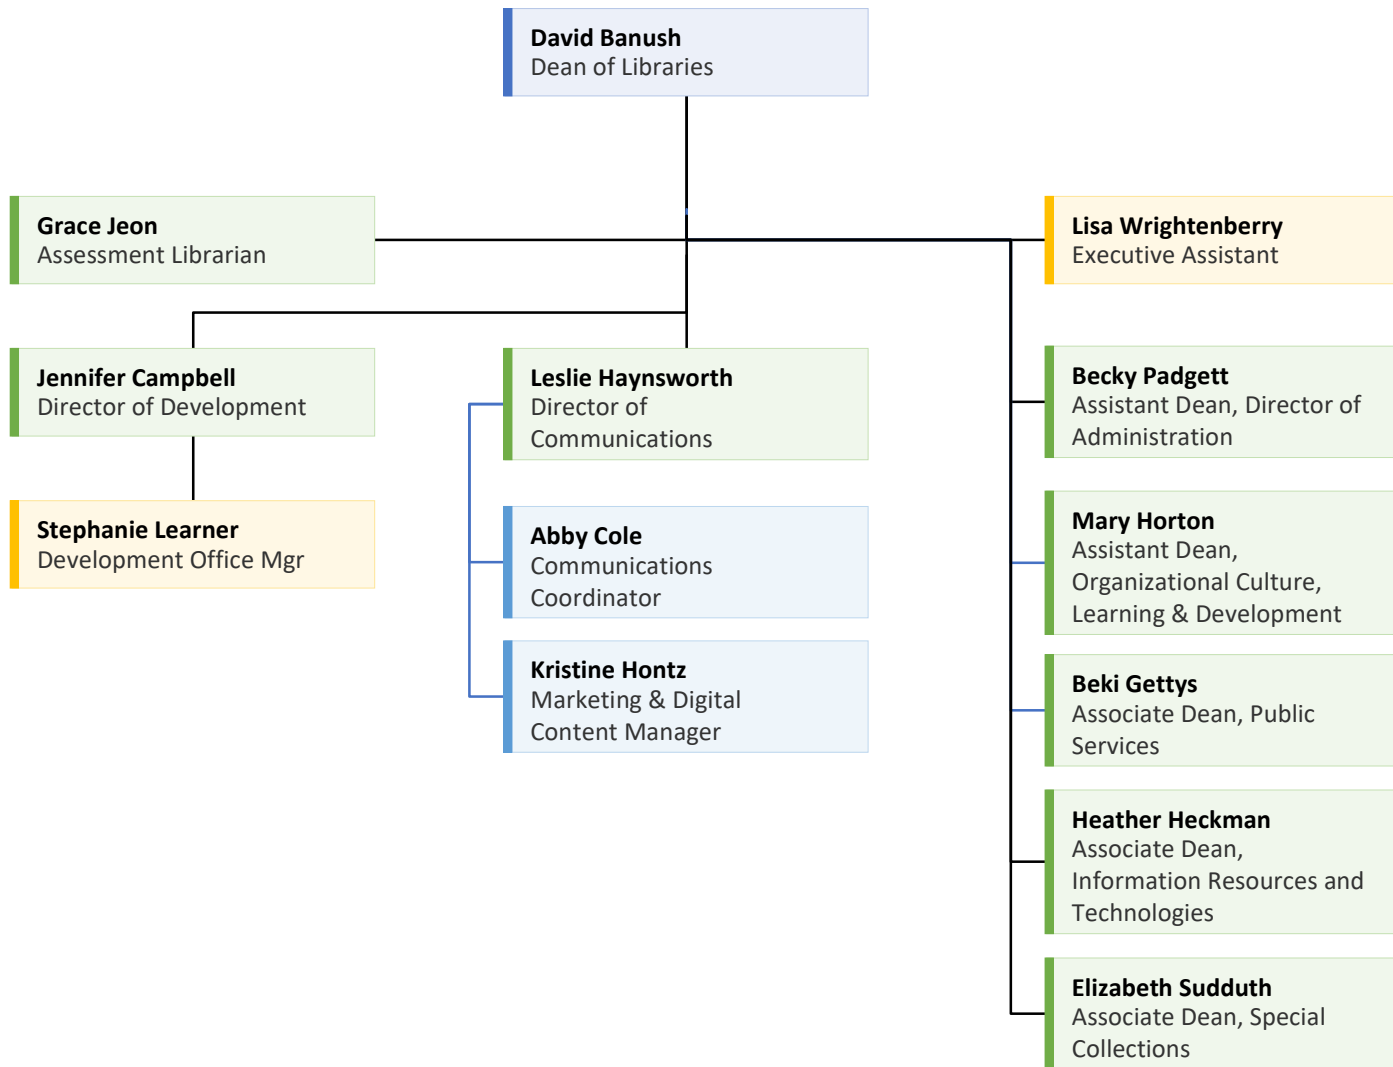 David Banush
Dean of Libraries
Grace Jeon
Assessment Librarian
Lisa Wrightenberry
Executive Assistant
Jennifer Campbell
Director of Development
Stephanie Learner
Development Office Mgr
Leslie Haynsworth
Director of
Communications
Abby Cole
Communications
Coordinator
Kristine Hontz
Marketing & Digital
Content Manager
Becky Padgett
Assistant Dean, Director of
Administration
Mary Horton
Assistant Dean,
Organizational Culture,
Learning & Development
Beki Gettys
Associate Dean, Public
Services
Heather Heckman
Associate Dean,
Information Resources and
Technologies
Elizabeth Sudduth
Associate Dean, Special
Collections